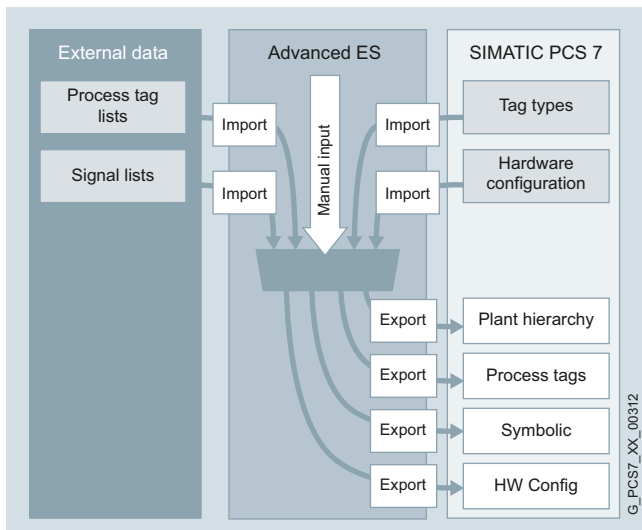 External data
Advanced ES
SIMATIC PCS 7
Process tag
lists
Import
Import
Tag types
Signal lists
Import
Import
Hardware
configuration
Manual input
Export
Plant hierarchy
Export
Process tags
Export
Symbolic
Export
HW Config
G_PCS7_XX_00312